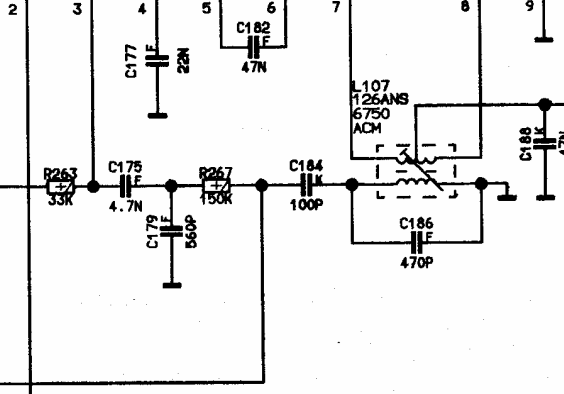 2 3 4 5 6 7 8 9
C182
F
47N
C177
F
22N
L107
126ANS
6750
ACM
C188
K
47N
R263
33K
C175
F
4.7N
R267
150K
C184
K
100P
C179
F
560P
C186
F
470P